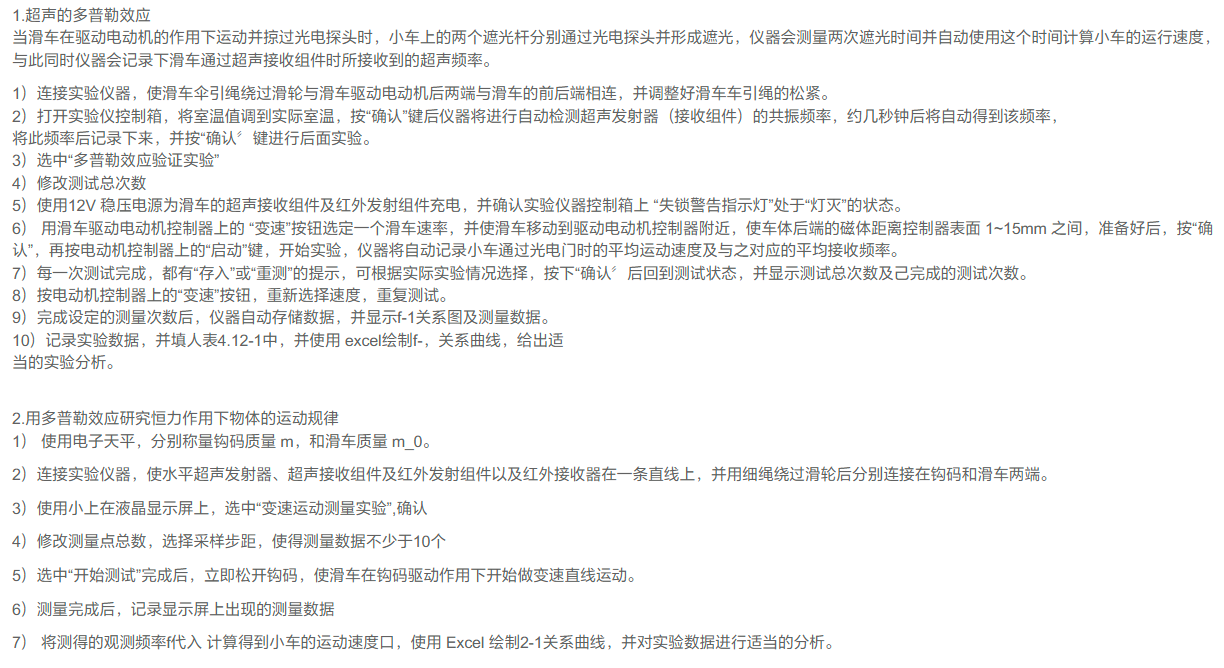 1.超声的多普勒效应
当滑车在驱动电动机的作用下运动并掠过光电探头时，小车上的两个遮光杆分别通过光电探头并形成遮光，仪器会测量两次遮光时间并自动使用这个时间计算小车的运行速度，
与此同时仪器会记录下滑车通过超声接收组件时所接收到的超声频率。
1）连接实验仪器，使滑车伞引绳绕过滑轮与滑车驱动电动机后两端与滑车的前后端相连，并调整好滑车车引绳的松紧。
2）打开实验仪控制箱，将室温值调到实际室温，按“确认”键后仪器将进行自动检测超声发射器（接收组件）的共振频率，约几秒钟后将自动得到该频率，
将此频率后记录下来，并按“确认〞键进行后面实验。
3）选中“多普勒效应验证实验”
4）修改测试总次数
5）使用12V 稳压电源为滑车的超声接收组件及红外发射组件充电，并确认实验仪器控制箱上 “失锁警告指示灯”处于“灯灭”的状态。
6） 用滑车驱动电动机控制器上的 “变速”按钮选定一个滑车速率，并使滑车移动到驱动电动机控制器附近，使车体后端的磁体距离控制器表面 1~15mm 之间，准备好后，按“确
认”，再按电动机控制器上的“启动”键，开始实验，仪器将自动记录小车通过光电门时的平均运动速度及与之对应的平均接收频率。
7）每一次测试完成，都有“存入”或“重测”的提示，可根据实际实验情况选择，按下“确认〞后回到测试状态，并显示测试总次数及己完成的测试次数。
8）按电动机控制器上的“变速”按钮，重新选择速度，重复测试。
9）完成设定的测量次数后，仪器自动存储数据，并显示f-1关系图及测量数据。
10）记录实验数据，并填人表4.12-1中，并使用 excel绘制f-，关系曲线，给出适
当的实验分析。
2.用多普勒效应研究恒力作用下物体的运动规律
1） 使用电子天平，分别称量钩码质量 m，和滑车质量 m_0。
2）连接实验仪器，使水平超声发射器、超声接收组件及红外发射组件以及红外接收器在一条直线上，并用细绳绕过滑轮后分别连接在钩码和滑车两端。
3）使用小上在液晶显示屏上，选中“变速运动测量实验”,确认
4）修改测量点总数，选择采样步距，使得测量数据不少于10个
5）选中“开始测试”完成后，立即松开钩码，使滑车在钩码驱动作用下开始做变速直线运动。
6）测量完成后，记录显示屏上出现的测量数据
7） 将测得的观测频率f代入 计算得到小车的运动速度口，使用 Excel 绘制2-1关系曲线，并对实验数据进行适当的分析。